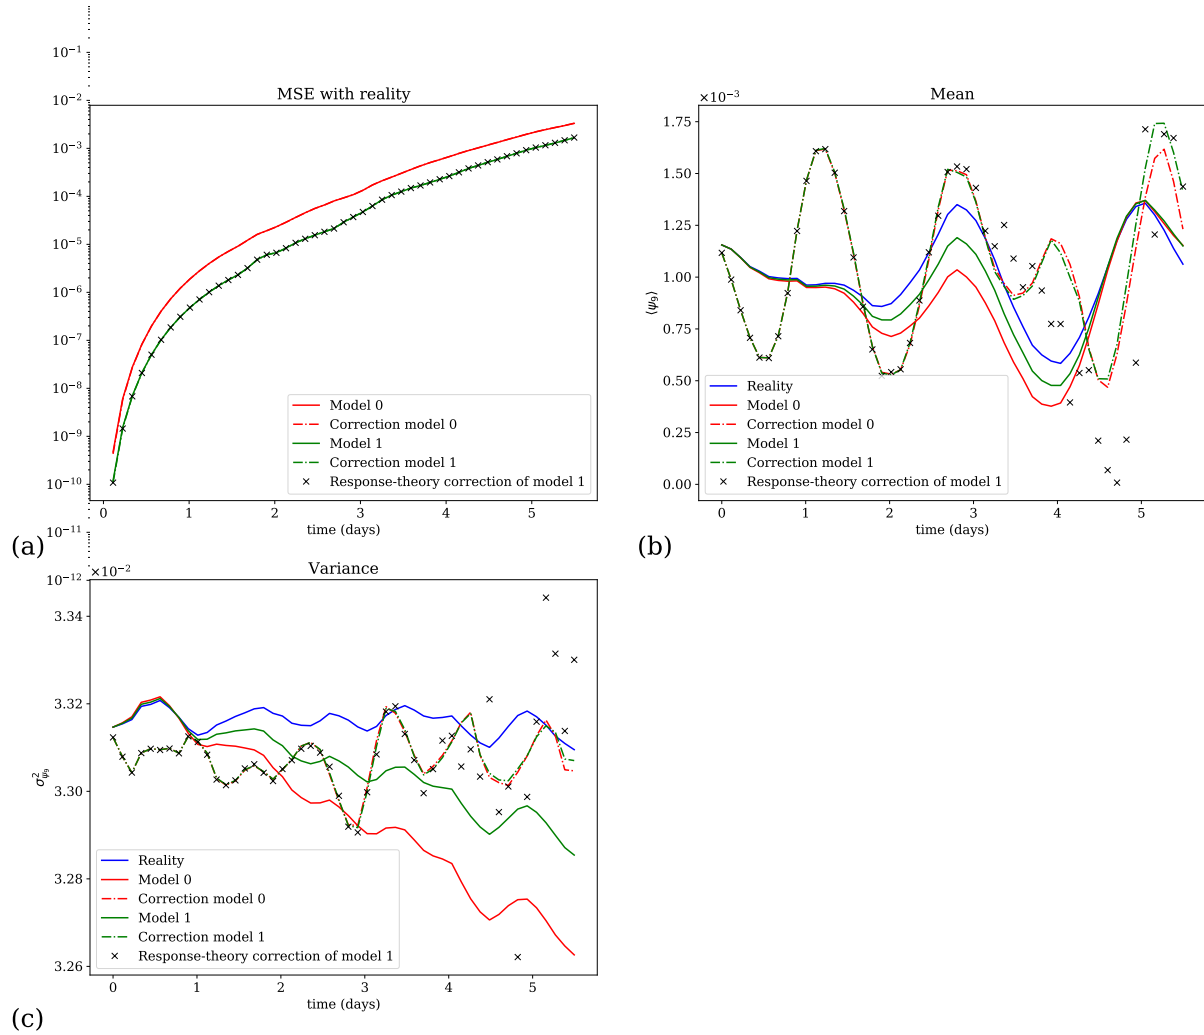 MSE with reality
10⁻¹
10⁻²
10⁻³
10⁻⁴
10⁻⁵
10⁻⁶
10⁻⁷
10⁻⁸
10⁻⁹
10⁻¹⁰
10⁻¹¹
10⁻¹²
Model 0
Correction model 0
Model 1
Correction model 1
Response-theory correction of model 1
0 1 2 3 4 5
time (days)
(a)
Mean
×10⁻³
1.75
1.50
1.25
1.00
0.75
0.50
0.25
0.00
⟨ψ₉⟩
Reality
Model 0
Correction model 0
Model 1
Correction model 1
Response-theory correction of model 1
0 1 2 3 4 5
time (days)
(b)
Variance
×10⁻²
3.34
3.32
3.30
3.28
3.26
σ²ψ₉
Reality
Model 0
Correction model 0
Model 1
Correction model 1
Response-theory correction of model 1
0 1 2 3 4 5
time (days)
(c)